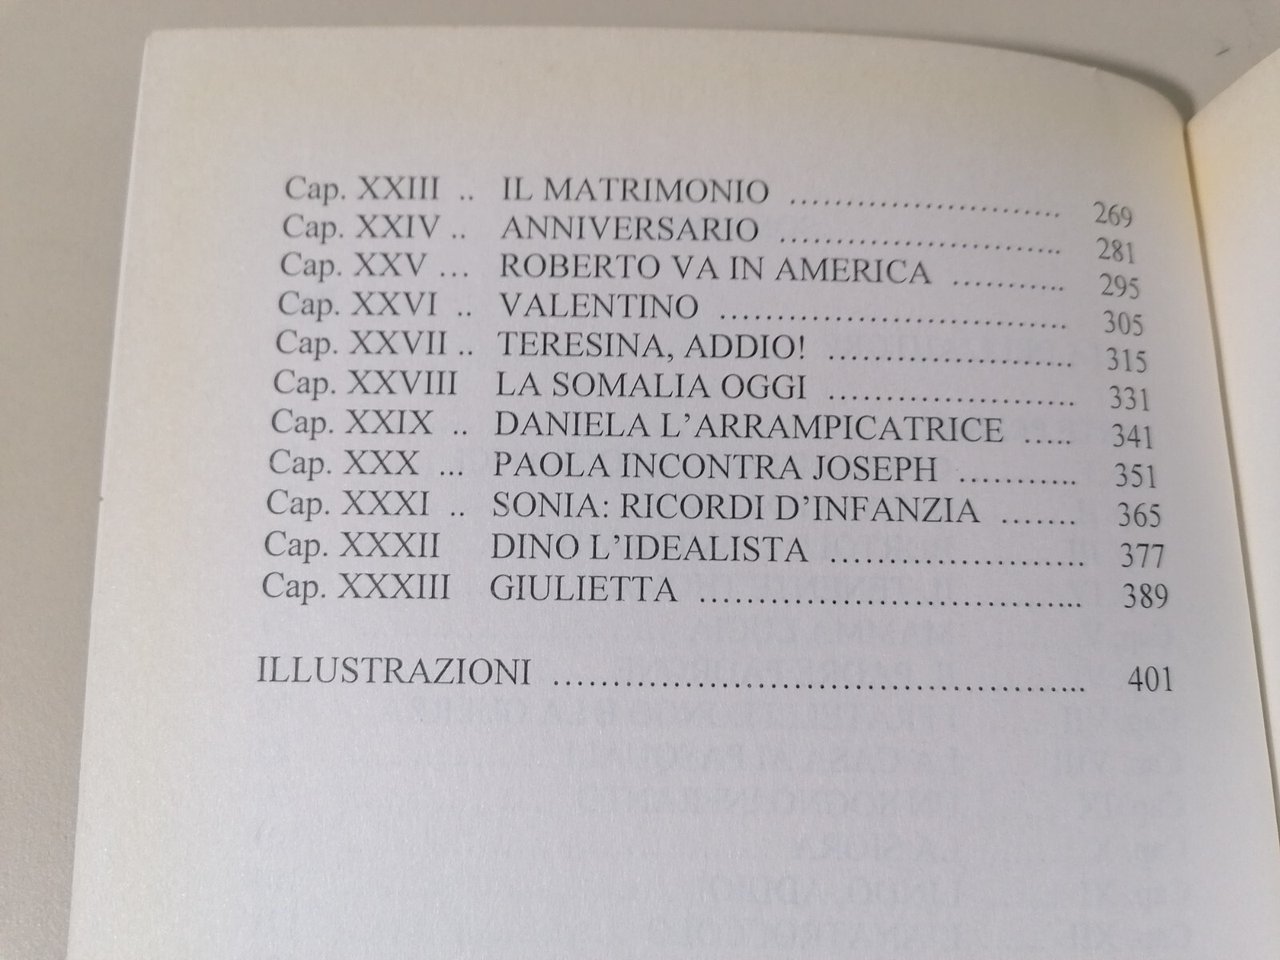 Cap. XXIII .. IL MATRIMONIO ........................... 269
Cap. XXIV .. ANNIVERSARIO ............................ 281
Cap. XXV ... ROBERTO VA IN AMERICA ........... 295
Cap. XXVI .. VALENTINO .................................. 305
Cap. XXVII .. TERESINA, ADDIO! ........................ 315
Cap. XXVIII LA SOMALIA OGGI ......................... 331
Cap. XXIX .. DANIELA L'ARRAMPICATRICE ..... 341
Cap. XXX ... PAOLA INCONTRA JOSEPH ............ 351
Cap. XXXI .. SONIA: RICORDI D'INFANZIA ....... 365
Cap. XXXII DINO L'IDEALISTA ......................... 377
Cap. XXXIII GIULIETTA ..................................... 389
ILLUSTRAZIONI .................................................... 401